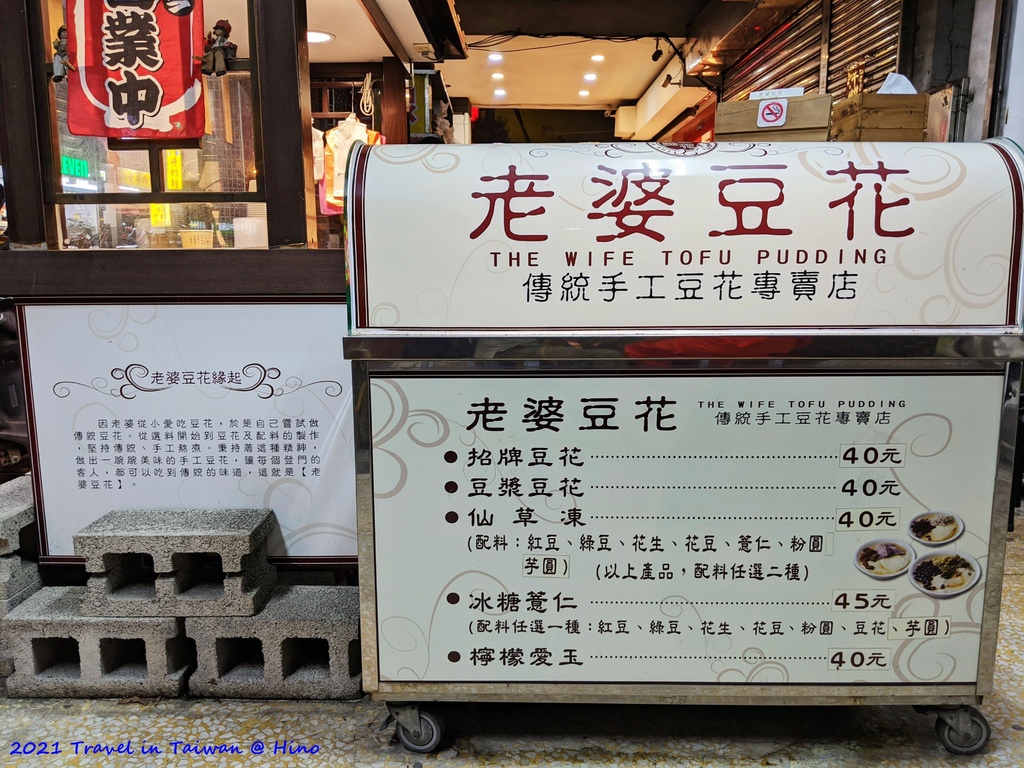 營業中
老婆豆花
THE WIFE TOFU PUDDING
傳統手工豆花專賣店
老婆豆花緣起
因老婆從小愛吃豆花，於是自己嘗試做
傳統豆花。從選料開始到豆花及配料的製作
，堅持傳統、手工熬煮。秉持著這種精神，
做出一碗碗美味的手工豆花，讓每個登門的
客人，都可以吃到傳統的味道，這就是【老
婆豆花】。
老婆豆花 THE WIFE TOFU PUDDING
傳統手工豆花專賣店
●招牌豆花 40元
●豆漿豆花 40元
●仙草凍 40元
(配料：紅豆、綠豆、花生、花豆、薏仁、粉圓
芋圓) (以上產品，配料任選二種)
●冰糖薏仁 45元
(配料任選一種：紅豆、綠豆、花生、花豆、粉圓、豆花、芋圓)
●檸檬愛玉 40元
2021 Travel in Taiwan @ Hino